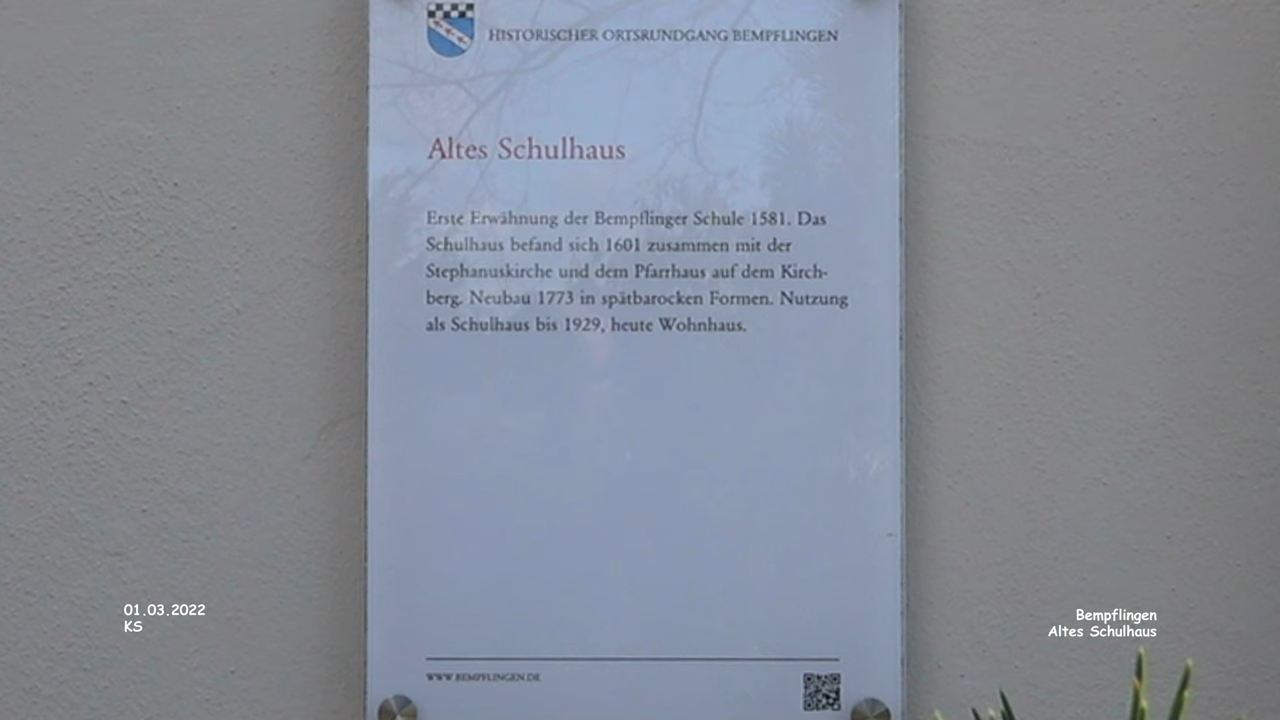 HISTORISCHER ORTSRUNDGANG BEMPFLINGEN
Altes Schulhaus
Erste Erwähnung der Bempflinger Schule 1581. Das
Schulhaus befand sich 1601 zusammen mit der
Stephanuskirche und dem Pfarrhaus auf dem Kirch-
berg. Neubau 1773 in spätbarocken Formen. Nutzung
als Schulhaus bis 1929, heute Wohnhaus.
WWW.BEMPFLINGEN.DE
01.03.2022
KS
Bempflingen
Altes Schulhaus